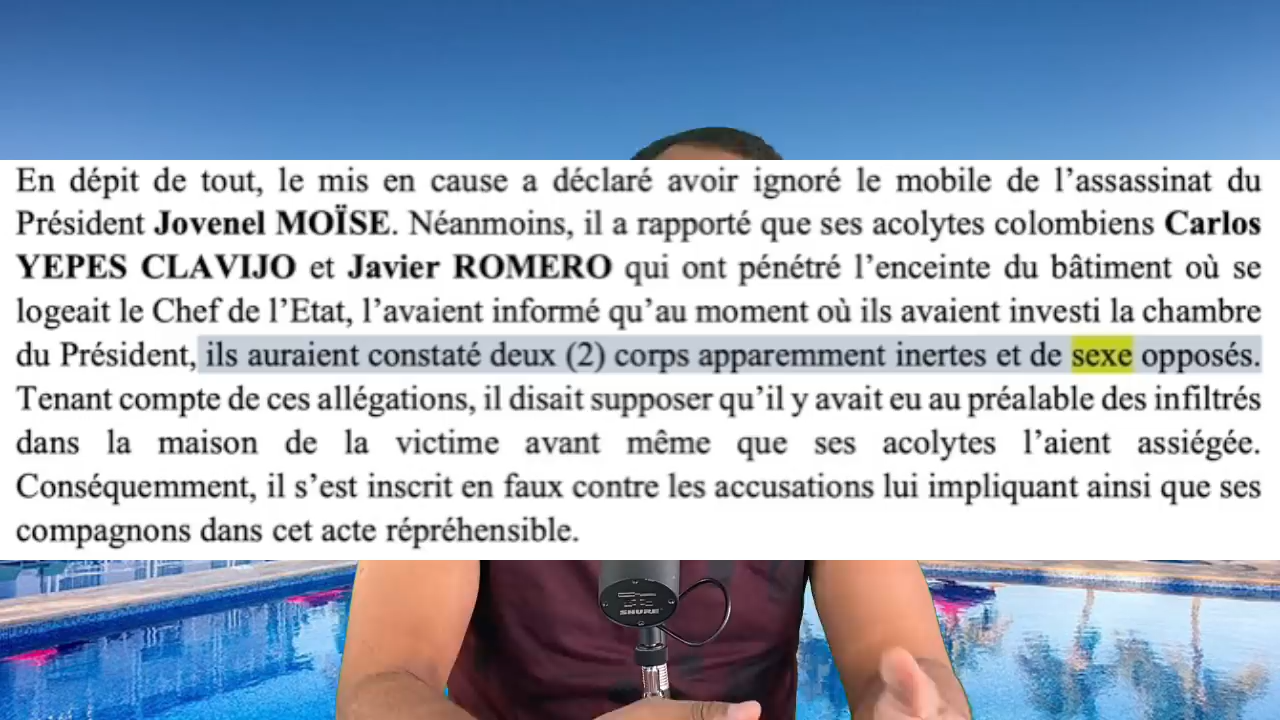 En dépit de tout, le mis en cause a déclaré avoir ignoré le mobile de l’assassinat du
Président Jovenel MOÏSE. Néanmoins, il a rapporté que ses acolytes colombiens Carlos
YEPES CLAVIJO et Javier ROMERO qui ont pénétré l’enceinte du bâtiment où se
logeait le Chef de l’Etat, l’avaient informé qu’au moment où ils avaient investi la chambre
du Président, ils auraient constaté deux (2) corps apparemment inertes et de sexe opposés.
Tenant compte de ces allégations, il disait supposer qu’il y avait eu au préalable des infiltrés
dans la maison de la victime avant même que ses acolytes l’aient assiégée.
Conséquemment, il s’est inscrit en faux contre les accusations lui impliquant ainsi que ses
compagnons dans cet acte répréhensible.
SHURE